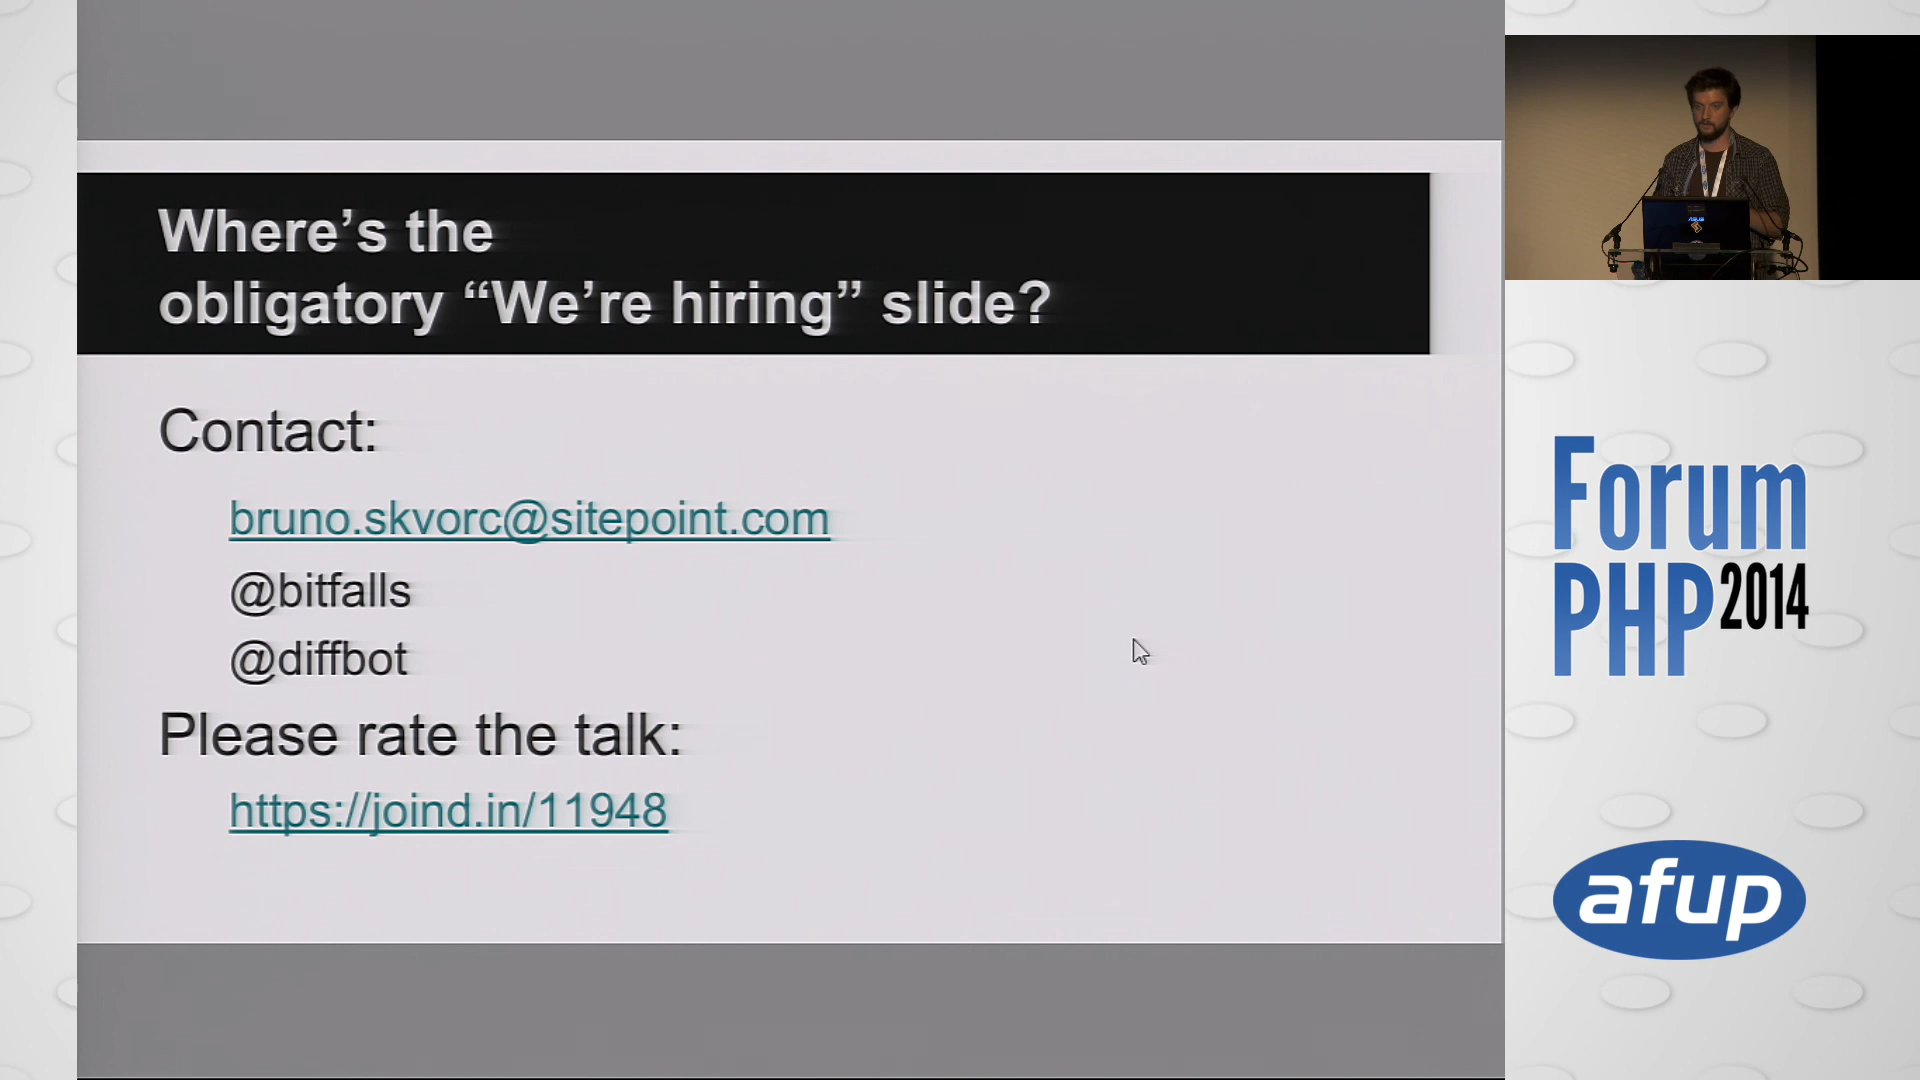 Where’s the
obligatory “We’re hiring” slide?
Contact:
bruno.skvorc@sitepoint.com
@bitfalls
@diffbot
Please rate the talk:
https://joind.in/11948
ASUS
Forum
PHP 2014
afup